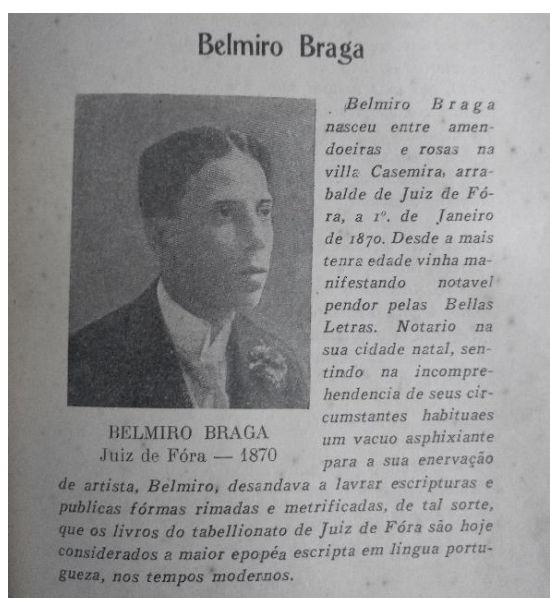 Belmiro Braga
Belmiro Braga
nasceu entre amen-
doeiras e rosas na
villa Casemira, arra-
balde de Juiz de Fó-
ra, a 1º. de Janeiro
de 1870. Desde a mais
tenra edade vinha ma-
nifestando notavel
pendor pelas Bellas
Letras. Notario na
sua cidade natal, sen-
tindo na incompre-
hendencia de seus cir-
cumstantes habituaes
um vacuo asphixiante
para a sua enervação
BELMIRO BRAGA
Juiz de Fóra — 1870
de artista, Belmiro, desandava a lavrar escripturas e
publicas fórmas rimadas e metrificadas, de tal sorte,
que os livros do tabellionato de Juiz de Fóra são hoje
considerados a maior epopéa escripta em lingua portu-
gueza, nos tempos modernos.